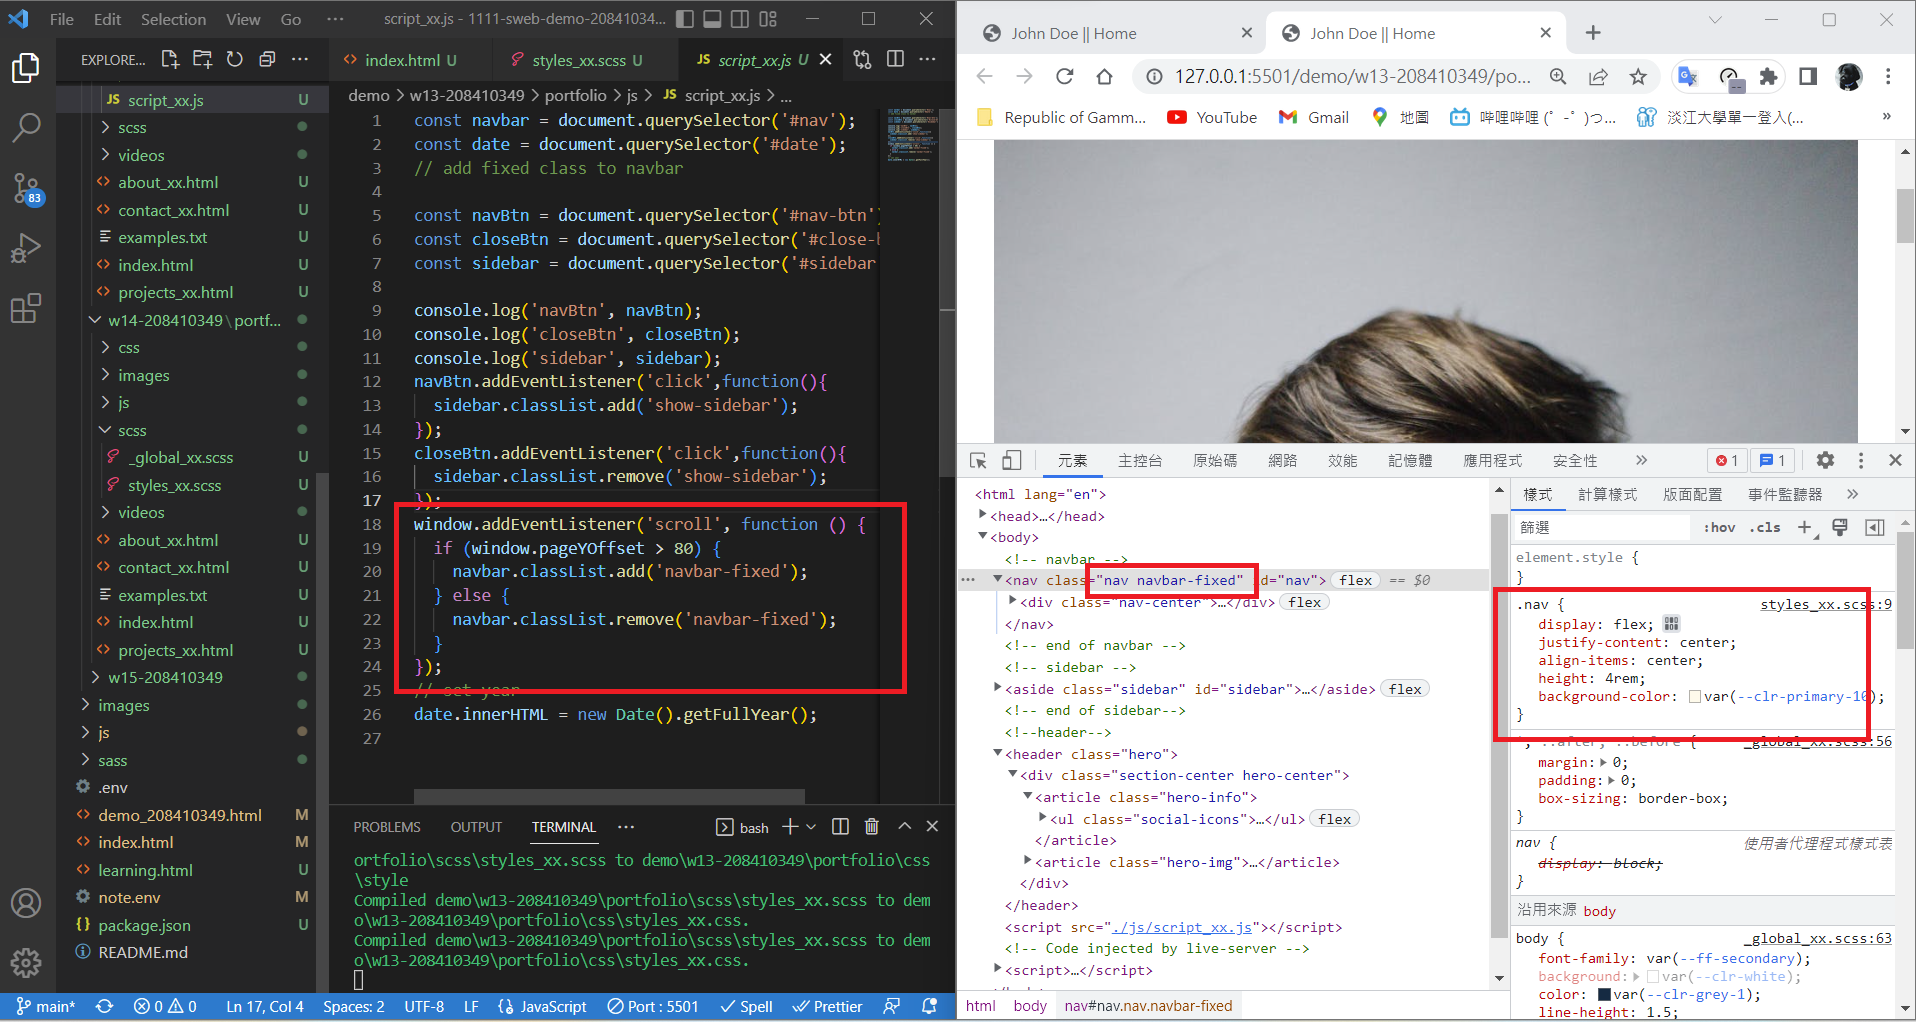 File Edit Selection View Go ··· script_xx.js - 1111-sweb-demo-20841034...
EXPLORE... ···
JS script_xx.js U
scss
videos
about_xx.html U
contact_xx.html U
examples.txt U
index.html U
projects_xx.html U
w14-208410349\portf...
css
images
js
scss
_global_xx.scss U
styles_xx.scss U
videos
about_xx.html U
contact_xx.html U
examples.txt U
index.html U
projects_xx.html U
w15-208410349
images
js
sass
.env
demo_208410349.html M
index.html M
learning.html U
note.env M
package.json U
README.md
83
index.html U styles_xx.scss U JS script_xx.js U ···
demo > w13-208410349 > portfolio > js > JS script_xx.js > ...
1 const navbar = document.querySelector('#nav');
2 const date = document.querySelector('#date');
3 // add fixed class to navbar
4
5 const navBtn = document.querySelector('#nav-btn')
6 const closeBtn = document.querySelector('#close-b
7 const sidebar = document.querySelector('#sidebar
8
9 console.log('navBtn', navBtn);
10 console.log('closeBtn', closeBtn);
11 console.log('sidebar', sidebar);
12 navBtn.addEventListener('click',function(){
13 sidebar.classList.add('show-sidebar');
14 });
15 closeBtn.addEventListener('click',function(){
16 sidebar.classList.remove('show-sidebar');
17 });
18 window.addEventListener('scroll', function () {
19 if (window.pageYOffset > 80) {
20 navbar.classList.add('navbar-fixed');
21 } else {
22 navbar.classList.remove('navbar-fixed');
23 }
24 });
25 // set year
26 date.innerHTML = new Date().getFullYear();
27
PROBLEMS OUTPUT TERMINAL ··· bash
ortfolio\scss\styles_xx.scss to demo\w13-208410349\portfolio\css
\style
Compiled demo\w13-208410349\portfolio\scss\styles_xx.scss to dem
o\w13-208410349\portfolio\css\styles_xx.css.
Compiled demo\w13-208410349\portfolio\scss\styles_xx.scss to dem
o\w13-208410349\portfolio\css\styles_xx.css.
main* 0 0 Ln 17, Col 4 Spaces: 2 UTF-8 LF {} JavaScript Port : 5501 Spell Prettier
John Doe || Home John Doe || Home
127.0.0.1:5501/demo/w13-208410349/po...
Republic of Gamm... YouTube Gmail 地圖 哔哩哔哩 (゜-゜)つ... 淡江大學單一登入(... »
元素 主控台 原始碼 網路 效能 記憶體 應用程式 安全性 » 1 1
<html lang="en">
<head>…</head>
<body>
<!-- navbar -->
··· <nav class="nav navbar-fixed" id="nav"> flex == $0
<div class="nav-center">…</div> flex
</nav>
<!-- end of navbar -->
<!-- sidebar -->
<aside class="sidebar" id="sidebar">…</aside> flex
<!-- end of sidebar-->
<!--header-->
<header class="hero">
<div class="section-center hero-center">
<article class="hero-info">
<ul class="social-icons">…</ul> flex
</article>
<article class="hero-img">…</article>
</div>
</header>
<script src="./js/script_xx.js"></script>
<!-- Code injected by live-server -->
<script>…</script>
html body nav#nav.nav.navbar-fixed
樣式 計算樣式 版面配置 事件監聽器 »
篩選 :hov .cls +
element.style {
}
.nav { styles_xx.scss:9
display: flex;
justify-content: center;
align-items: center;
height: 4rem;
background-color: var(--clr-primary-10);
}
*, ::after, ::before { _global_xx.scss:56
margin: 0;
padding: 0;
box-sizing: border-box;
}
nav { 使用者代理程式樣式表
display: block;
}
沿用來源 body
body { _global_xx.scss:63
font-family: var(--ff-secondary);
background: var(--clr-white);
color: var(--clr-grey-1);
line-height: 1.5;